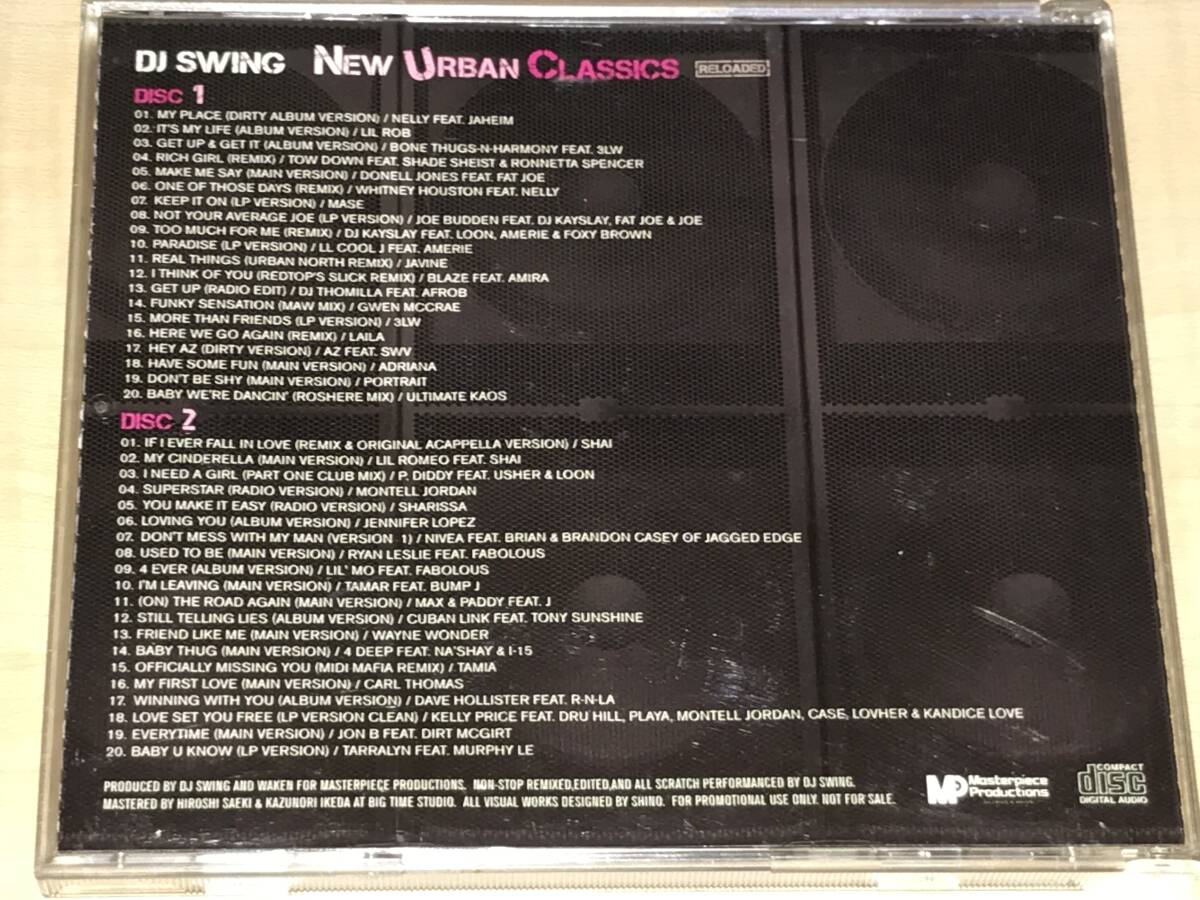 DJ SWING NEW URBAN CLASSICS RELOADED
DISC 1
01. MY PLACE (DIRTY ALBUM VERSION) / NELLY FEAT. JAHEIM
02. IT'S MY LIFE (ALBUM VERSION) / LIL ROB
03. GET UP & GET IT (ALBUM VERSION) / BONE THUGS-N-HARMONY FEAT. 3LW
04. RICH GIRL (REMIX) / TOW DOWN FEAT. SHADE SHEIST & RONNETTA SPENCER
05. MAKE ME SAY (MAIN VERSION) / DONELL JONES FEAT. FAT JOE
06. ONE OF THOSE DAYS (REMIX) / WHITNEY HOUSTON FEAT. NELLY
07. KEEP IT ON (LP VERSION) / MASE
08. NOT YOUR AVERAGE JOE (LP VERSION) / JOE BUDDEN FEAT. DJ KAYSLAY, FAT JOE & JOE
09. TOO MUCH FOR ME (REMIX) / DJ KAYSLAY FEAT. LOON, AMERIE & FOXY BROWN
10. PARADISE (LP VERSION) / LL COOL J FEAT. AMERIE
11. REAL THINGS (URBAN NORTH REMIX) / JAVINE
12. I THINK OF YOU (REDTOP'S SLICK REMIX) / BLAZE FEAT. AMIRA
13. GET UP (RADIO EDIT) / DJ THOMILLA FEAT. AFROB
14. FUNKY SENSATION (MAW MIX) / GWEN MCCRAE
15. MORE THAN FRIENDS (LP VERSION) / 3LW
16. HERE WE GO AGAIN (REMIX) / LAILA
17. HEY AZ (DIRTY VERSION) / AZ FEAT. SWV
18. HAVE SOME FUN (MAIN VERSION) / ADRIANA
19. DON'T BE SHY (MAIN VERSION) / PORTRAIT
20. BABY WE'RE DANCIN' (ROSHERE MIX) / ULTIMATE KAOS
DISC 2
01. IF I EVER FALL IN LOVE (REMIX & ORIGINAL ACAPPELLA VERSION) / SHAI
02. MY CINDERELLA (MAIN VERSION) / LIL ROMEO FEAT. SHAI
03. I NEED A GIRL (PART ONE CLUB MIX) / P. DIDDY FEAT. USHER & LOON
04. SUPERSTAR (RADIO VERSION) / MONTELL JORDAN
05. YOU MAKE IT EASY (RADIO VERSION) / SHARISSA
06. LOVING YOU (ALBUM VERSION) / JENNIFER LOPEZ
07. DON'T MESS WITH MY MAN (VERSION 1) / NIVEA FEAT. BRIAN & BRANDON CASEY OF JAGGED EDGE
08. USED TO BE (MAIN VERSION) / RYAN LESLIE FEAT. FABOLOUS
09. 4 EVER (ALBUM VERSION) / LIL' MO FEAT. FABOLOUS
10. I'M LEAVING (MAIN VERSION) / TAMAR FEAT. BUMP J
11. (ON) THE ROAD AGAIN (MAIN VERSION) / MAX & PADDY FEAT. J
12. STILL TELLING LIES (ALBUM VERSION) / CUBAN LINK FEAT. TONY SUNSHINE
13. FRIEND LIKE ME (MAIN VERSION) / WAYNE WONDER
14. BABY THUG (MAIN VERSION) / 4 DEEP FEAT. NA'SHAY & I-15
15. OFFICIALLY MISSING YOU (MIDI MAFIA REMIX) / TAMIA
16. MY FIRST LOVE (MAIN VERSION) / CARL THOMAS
17. WINNING WITH YOU (ALBUM VERSION) / DAVE HOLLISTER FEAT. R-N-LA
18. LOVE SET YOU FREE (LP VERSION CLEAN) / KELLY PRICE FEAT. DRU HILL, PLAYA, MONTELL JORDAN, CASE, LOVHER & KANDICE LOVE
19. EVERYTIME (MAIN VERSION) / JON B FEAT. DIRT MCGIRT
20. BABY U KNOW (LP VERSION) / TARRALYN FEAT. MURPHY LE
PRODUCED BY DJ SWING AND WAKEN FOR MASTERPIECE PRODUCTIONS. NON-STOP REMIXED,EDITED,AND ALL SCRATCH PERFORMANCED BY DJ SWING.
MASTERED BY HIROSHI SAEKI & KAZUNORI IKEDA AT BIG TIME STUDIO. ALL VISUAL WORKS DESIGNED BY SHINO. FOR PROMOTIONAL USE ONLY. NOT FOR SALE.
MP Masterpiece
Productions
COMPACT
disc
DIGITAL AUDIO